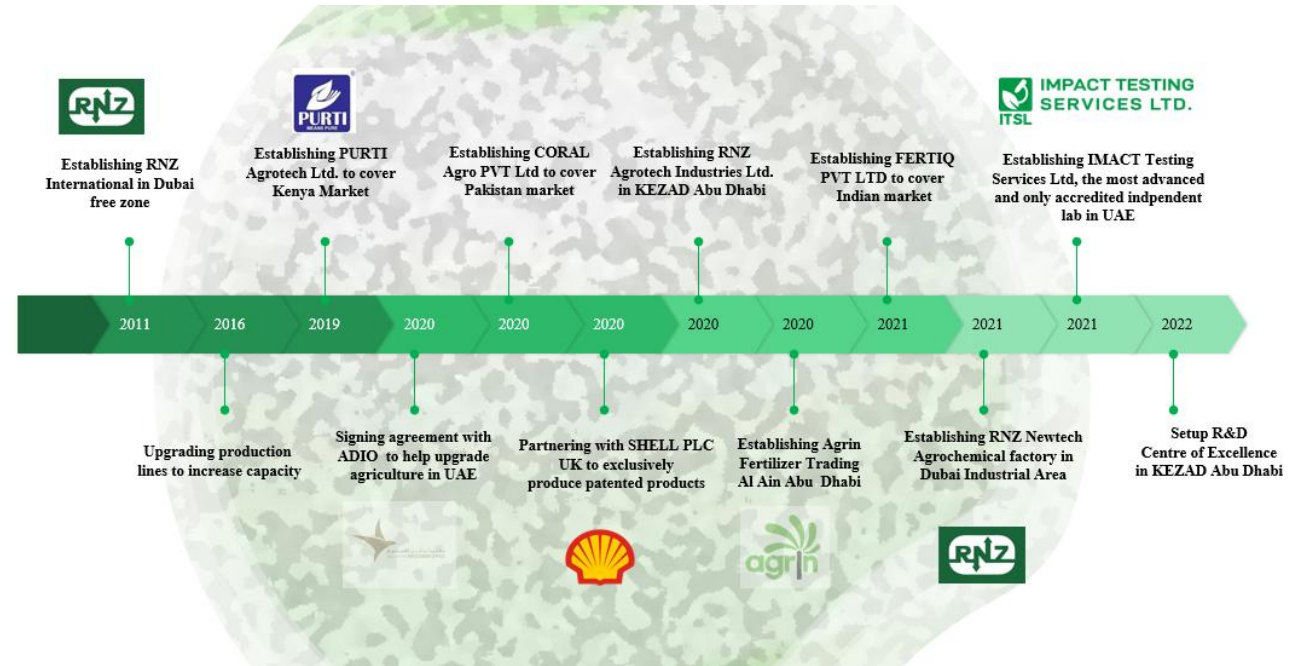 RNZ
Establishing RNZ
International in Dubai
free zone
PURTI
MEANS PURE
Establishing PURTI
Agrotech Ltd. to cover
Kenya Market
Establishing CORAL
Agro PVT Ltd to cover
Pakistan market
Establishing RNZ
Agrotech Industries Ltd.
in KEZAD Abu Dhabi
Establishing FERTIQ
PVT LTD to cover
Indian market
ITSL
IMPACT TESTING
SERVICES LTD.
Establishing IMACT Testing
Services Ltd, the most advanced
and only accredited indpendent
lab in UAE
2011
2016
2019
2020
2020
2020
2020
2020
2021
2021
2021
2022
Upgrading production
lines to increase capacity
Signing agreement with
ADIO to help upgrade
agriculture in UAE
Partnering with SHELL PLC
UK to exclusively
produce patented products
Establishing Agrin
Fertilizer Trading
Al Ain Abu Dhabi
agrin
Establishing RNZ Newtech
Agrochemical factory in
Dubai Industrial Area
RNZ
Setup R&D
Centre of Excellence
in KEZAD Abu Dhabi